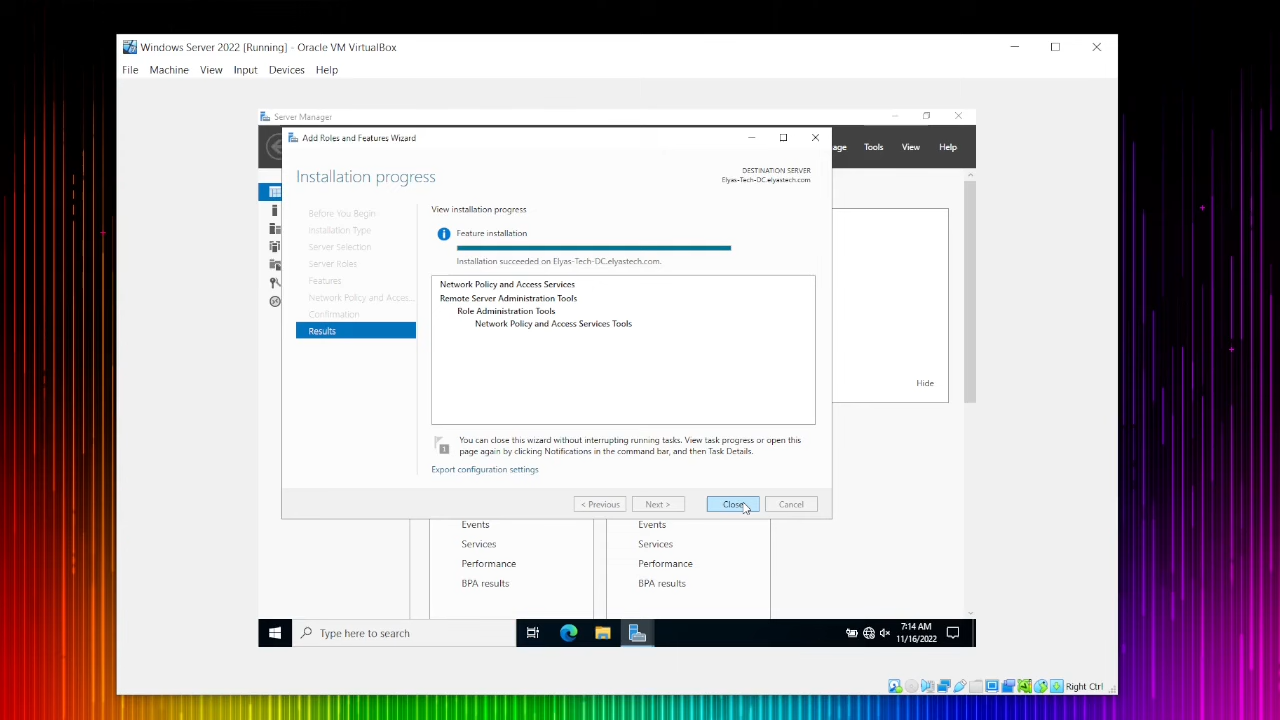 Windows Server 2022 [Running] - Oracle VM VirtualBox
File Machine View Input Devices Help
Server Manager
Add Roles and Features Wizard
age Tools View Help
Installation progress
DESTINATION SERVER
Elyas-Tech-DC.elyastech.com
Before You Begin
Installation Type
Server Selection
Server Roles
Features
Network Policy and Acces...
Confirmation
Results
View installation progress
Feature installation
Installation succeeded on Elyas-Tech-DC.elyastech.com.
Network Policy and Access Services
Remote Server Administration Tools
Role Administration Tools
Network Policy and Access Services Tools
Hide
1
You can close this wizard without interrupting running tasks. View task progress or open this
page again by clicking Notifications in the command bar, and then Task Details.
Export configuration settings
< Previous Next > Close Cancel
Events Events
Services Services
Performance Performance
BPA results BPA results
Type here to search
7:14 AM
11/16/2022
Right Ctrl